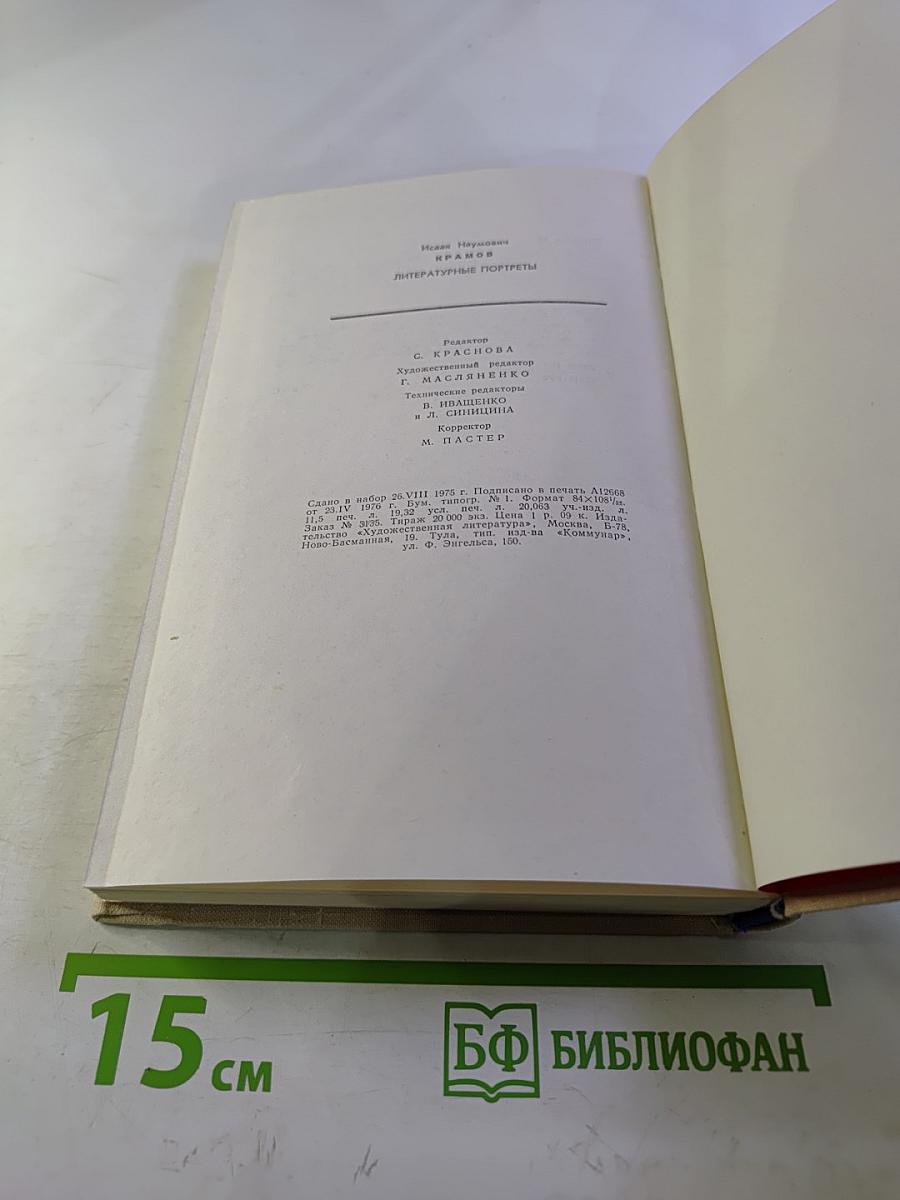 Исаак Наумович
КРАМОВ
ЛИТЕРАТУРНЫЕ ПОРТРЕТЫ
Редактор
С. КРАСНОВА
Художественный редактор
Г. МАСЛЯНЕНКО
Технические редакторы
В. ИВАЩЕНКО
и Л. СИНИЦИНА
Корректор
М. ПАСТЕР
Сдано в набор 26.VIII 1975 г. Подписано в печать А12668
от 23.IV 1976 г. Бум. типогр. № 1. Формат 84×108¹/₃₂.
11,5 печ. л. 19,32 усл. печ. л. 20,063 уч.-изд. л.
Заказ № 3135. Тираж 20 000 экз. Цена 1 р. 09 к. Изда-
тельство «Художественная литература», Москва, Б-78,
Ново-Басманная, 19. Тула, тип. изд-ва «Коммунар»,
ул. Ф. Энгельса, 150.
15 см
БФ БИБЛИОФАН